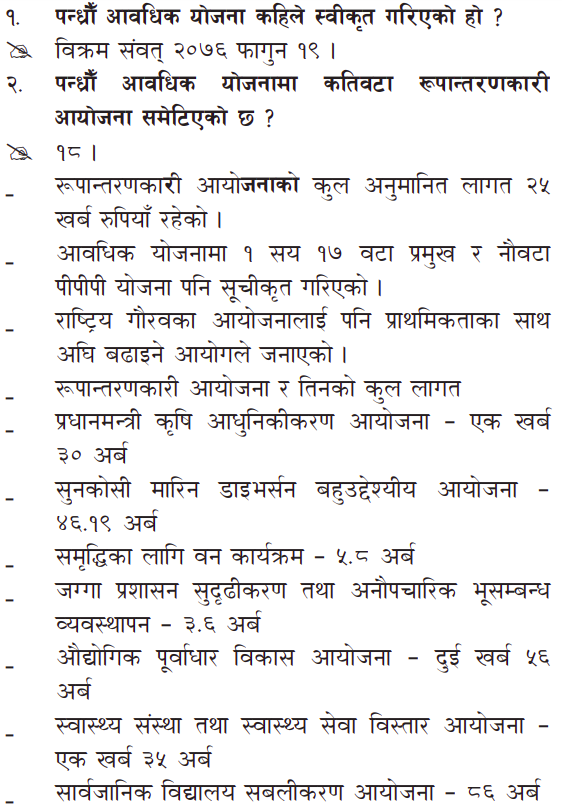 १. पन्ध्रौँ आवधिक योजना कहिले स्वीकृत गरिएको हो ?
विक्रम संवत् २०७६ फागुन १९ ।
२. पन्ध्रौँ आवधिक योजनामा कतिवटा रूपान्तरणकारी
आयोजना समेटिएको छ ?
१८ ।
- रूपान्तरणकारी आयोजनाको कुल अनुमानित लागत २५
खर्ब रुपियाँ रहेको ।
- आवधिक योजनामा १ सय १७ वटा प्रमुख र नौवटा
पीपीपी योजना पनि सूचीकृत गरिएको ।
- राष्ट्रिय गौरवका आयोजनालाई पनि प्राथमिकताका साथ
अघि बढाइने आयोगले जनाएको ।
- रूपान्तरणकारी आयोजना र तिनको कुल लागत
- प्रधानमन्त्री कृषि आधुनिकीकरण आयोजना – एक खर्ब
३० अर्ब
- सुनकोसी मारिन डाइभर्सन बहुउद्देश्यीय आयोजना –
४६.१९ अर्ब
- समृद्धिका लागि वन कार्यक्रम – ५.८ अर्ब
- जग्गा प्रशासन सुदृढीकरण तथा अनौपचारिक भूसम्बन्ध
व्यवस्थापन – ३.६ अर्ब
- औद्योगिक पूर्वाधार विकास आयोजना – दुई खर्ब ५६
अर्ब
- स्वास्थ्य संस्था तथा स्वास्थ्य सेवा विस्तार आयोजना –
एक खर्ब ३५ अर्ब
- सार्वजानिक विद्यालय सबलीकरण आयोजना – ८६ अर्ब